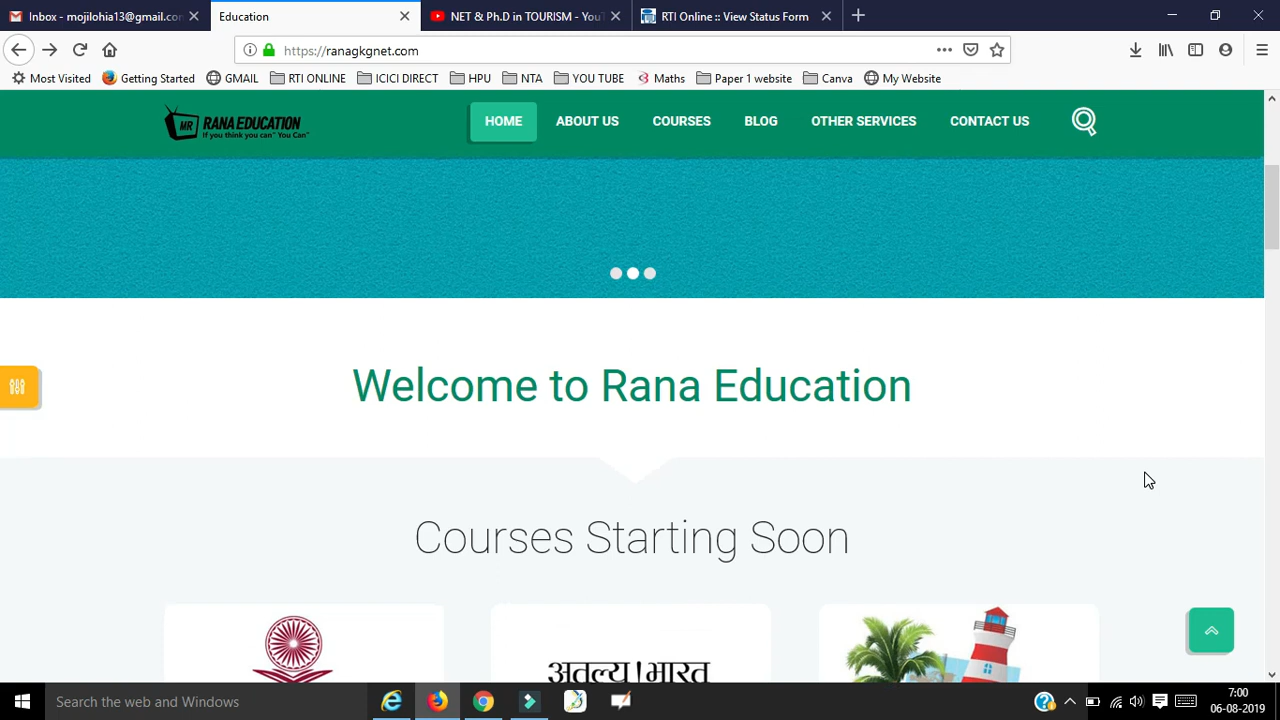 Inbox - mojilohia13@gmail.com
Education
NET & Ph.D in TOURISM - You
RTI Online :: View Status Form
https://ranagkgnet.com
Most Visited
Getting Started
GMAIL
RTI ONLINE
ICICI DIRECT
HPU
NTA
YOU TUBE
Maths
Paper 1 website
Canva
My Website
MR RANA EDUCATION
If you think you can" You Can"
HOME
ABOUT US
COURSES
BLOG
OTHER SERVICES
CONTACT US
Welcome to Rana Education
Courses Starting Soon
अतुल्य ! भारत
Search the web and Windows
7:00
06-08-2019